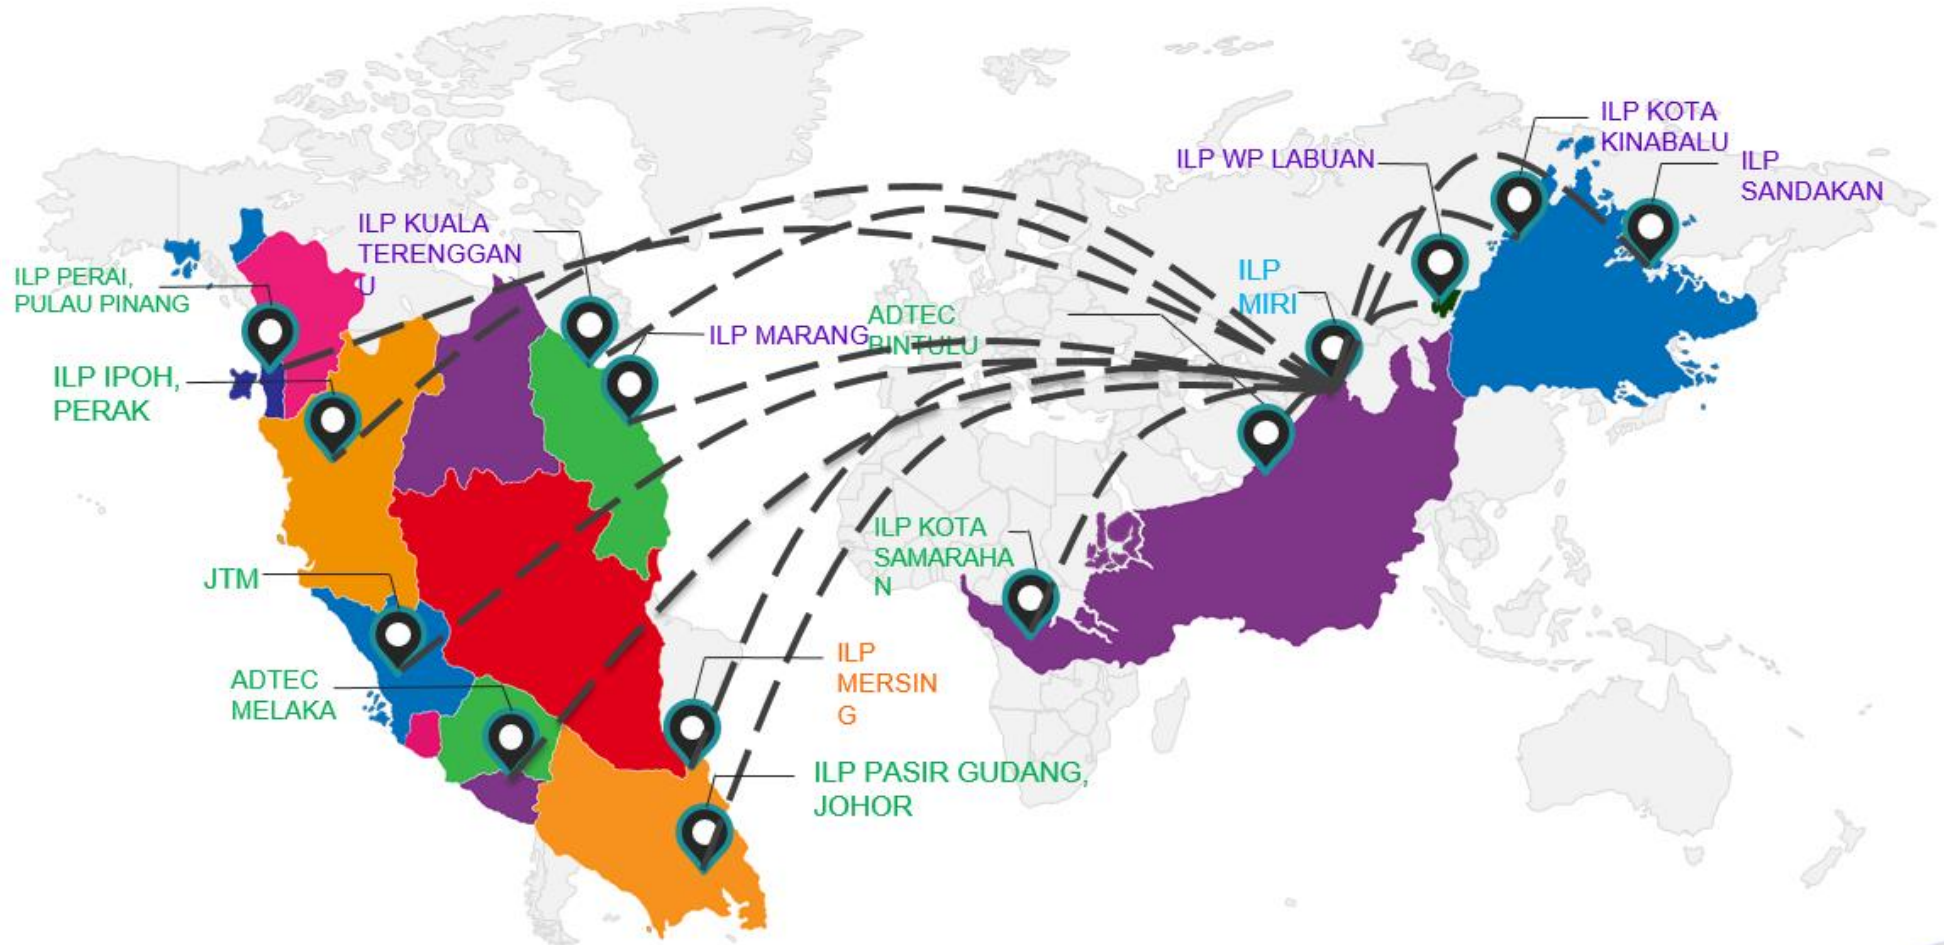 ILP KOTA
KINABALU
ILP WP LABUAN
ILP
SANDAKAN
ILP KUALA
TERENGGAN
U
ILP PERAI,
PULAU PINANG
ILP
MIRI
ADTEC
BINTULU
ILP MARANG
ILP IPOH,
PERAK
ILP KOTA
SAMARAHA
N
JTM
ILP
MERSIN
G
ADTEC
MELAKA
ILP PASIR GUDANG,
JOHOR